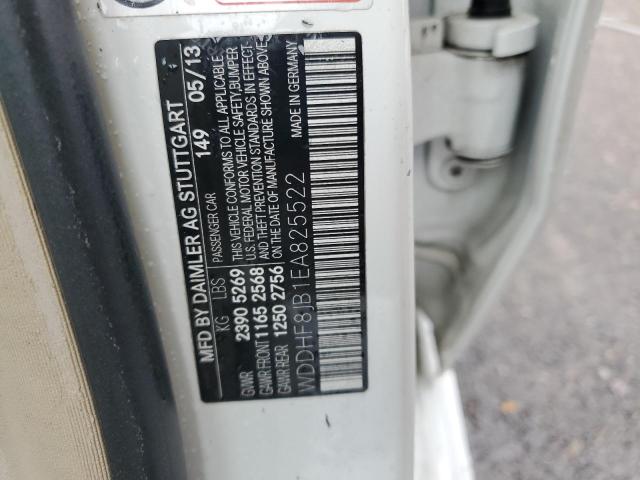 MFD BY DAIMLER AG STUTTGART
149 05/13
PASSENGER CAR
KG LBS
GVWR 2390 5269
GAWR FRONT 1165 2568
GAWR REAR 1250 2756
THIS VEHICLE CONFORMS TO ALL APPLICABLE
U.S. FEDERAL MOTOR VEHICLE SAFETY, BUMPER
AND THEFT PREVENTION STANDARDS IN EFFECT
ON THE DATE OF MANUFACTURE SHOWN ABOVE
MADE IN GERMANY
WDDHF8JB1EA825522